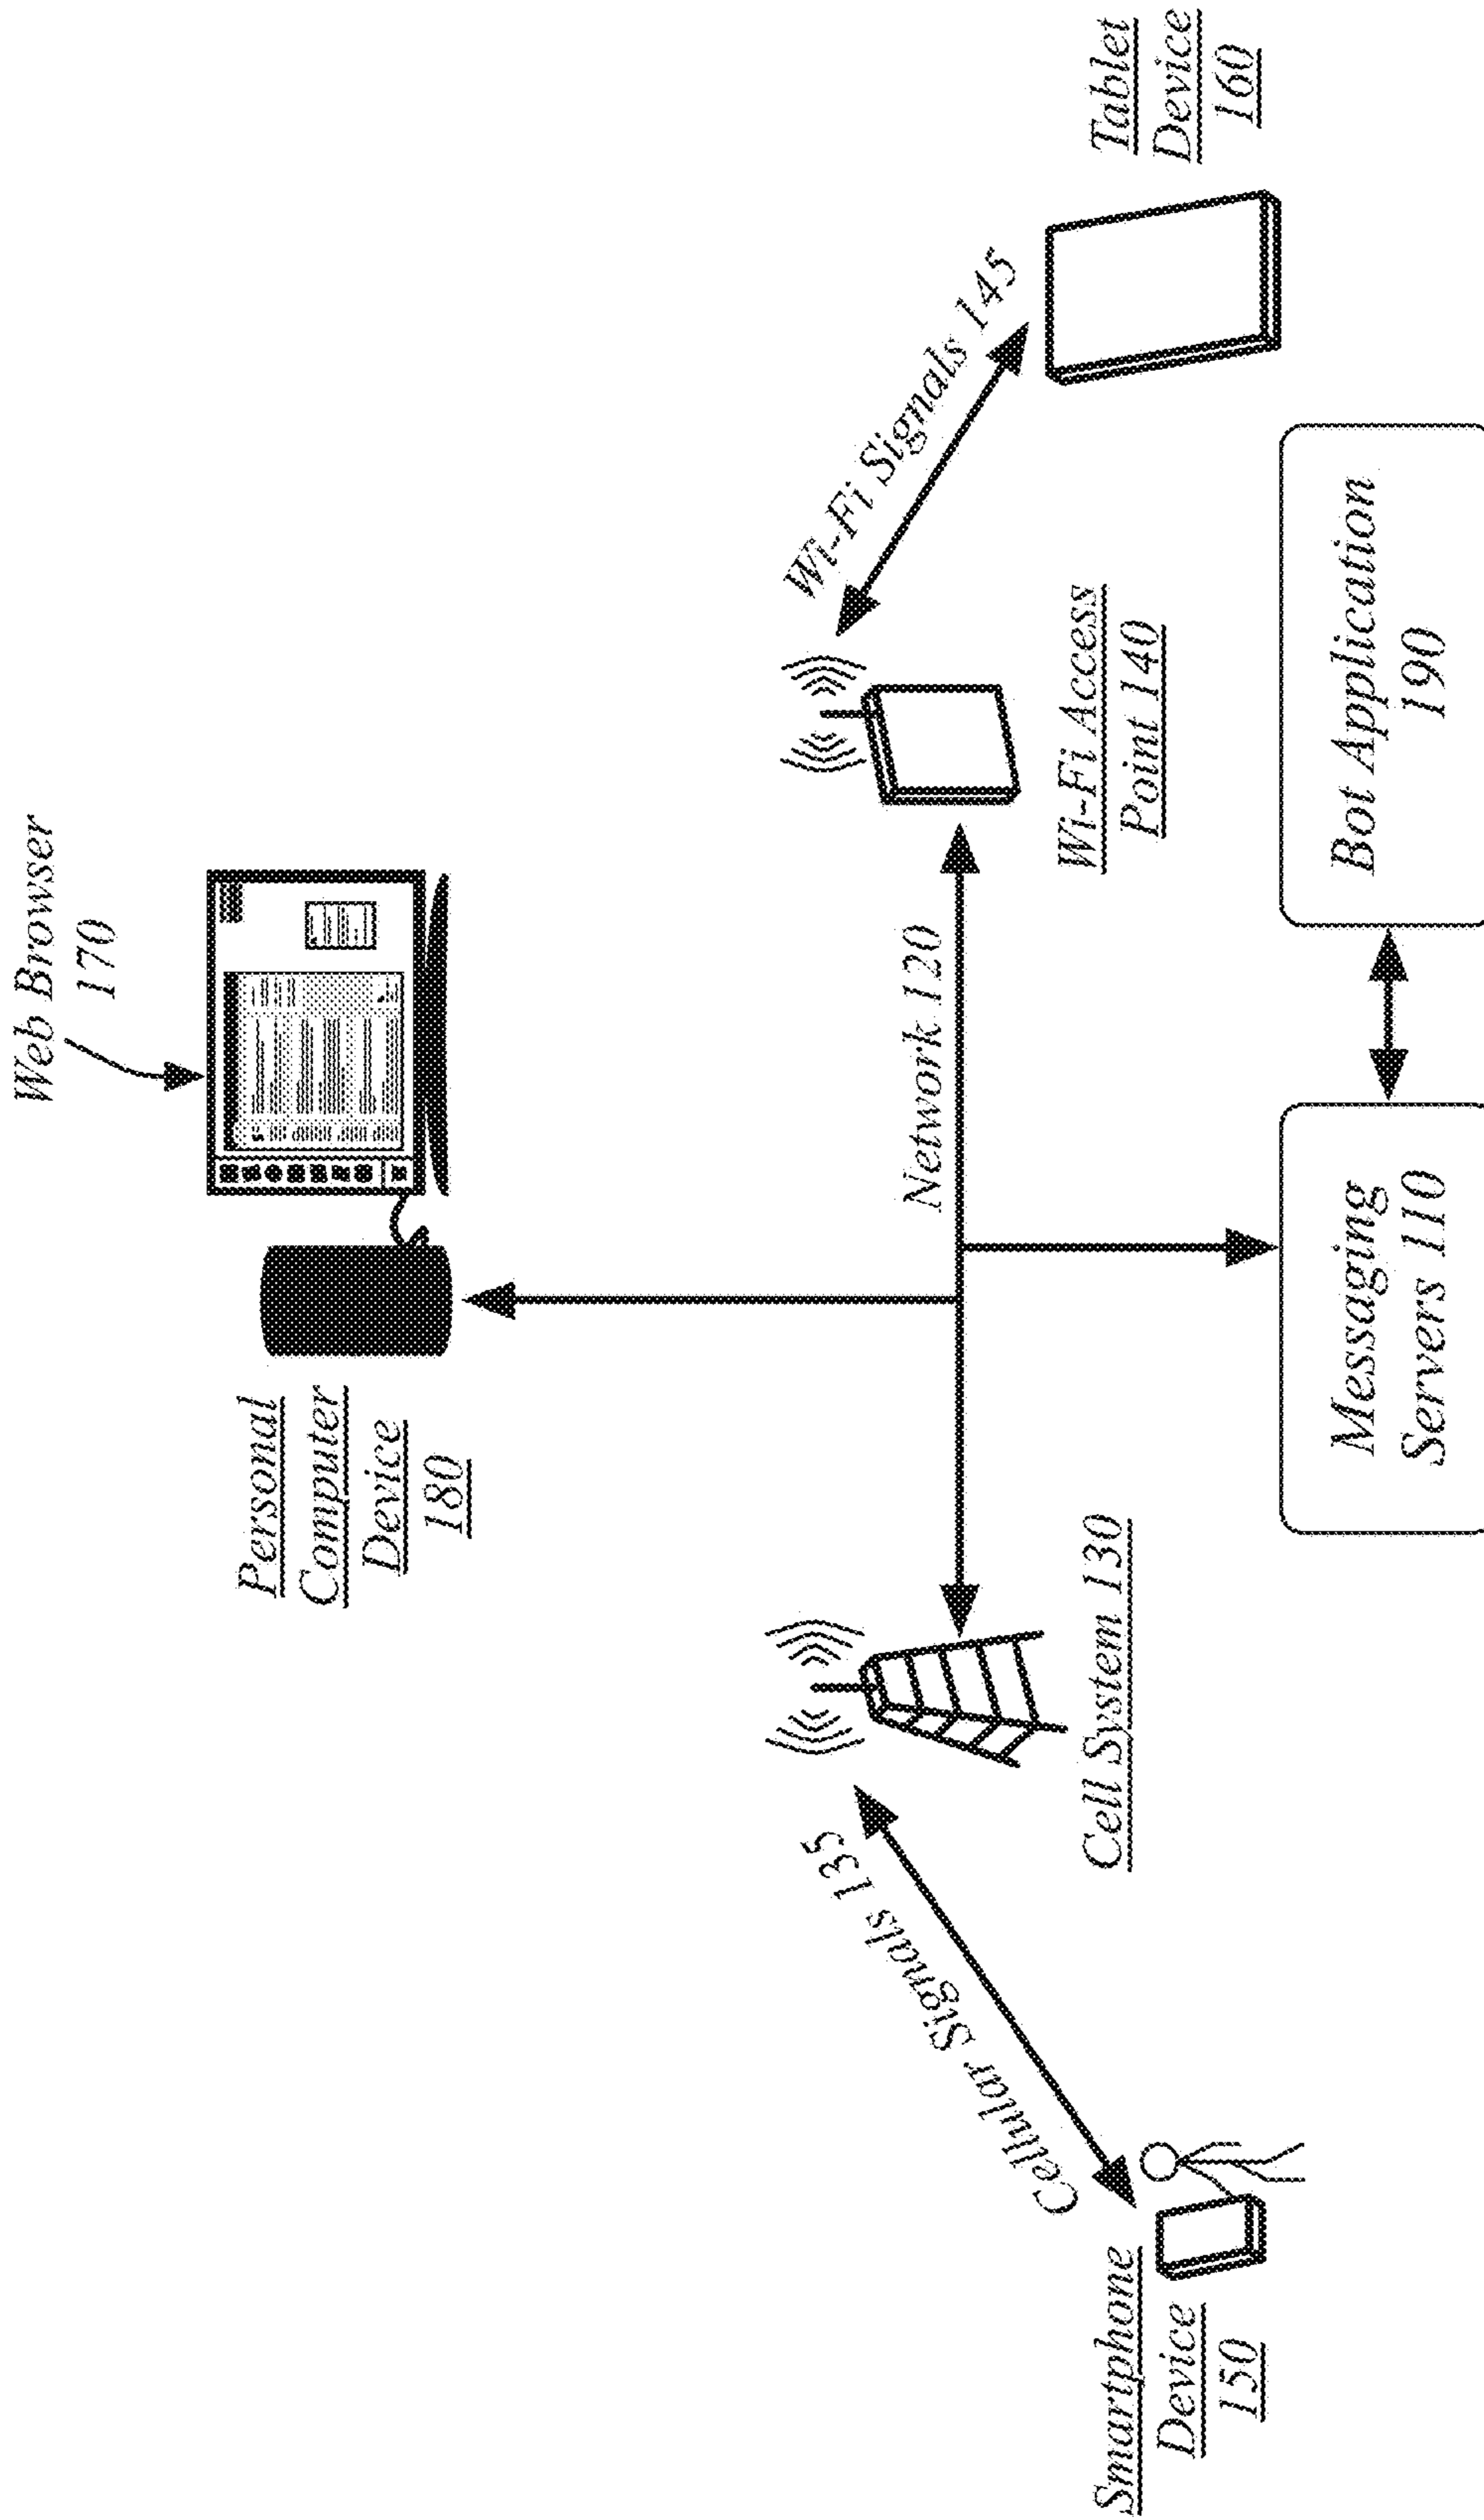 Web Browser
170
Personal
Computer
Device
180
Network 120
Cellular Signals 135
Wi-Fi Signals 145
Smartphone
Device
150
Cell System 130
Wi-Fi Access
Point 140
Tablet
Device
160
Messaging
Servers 110
Bot Application
190